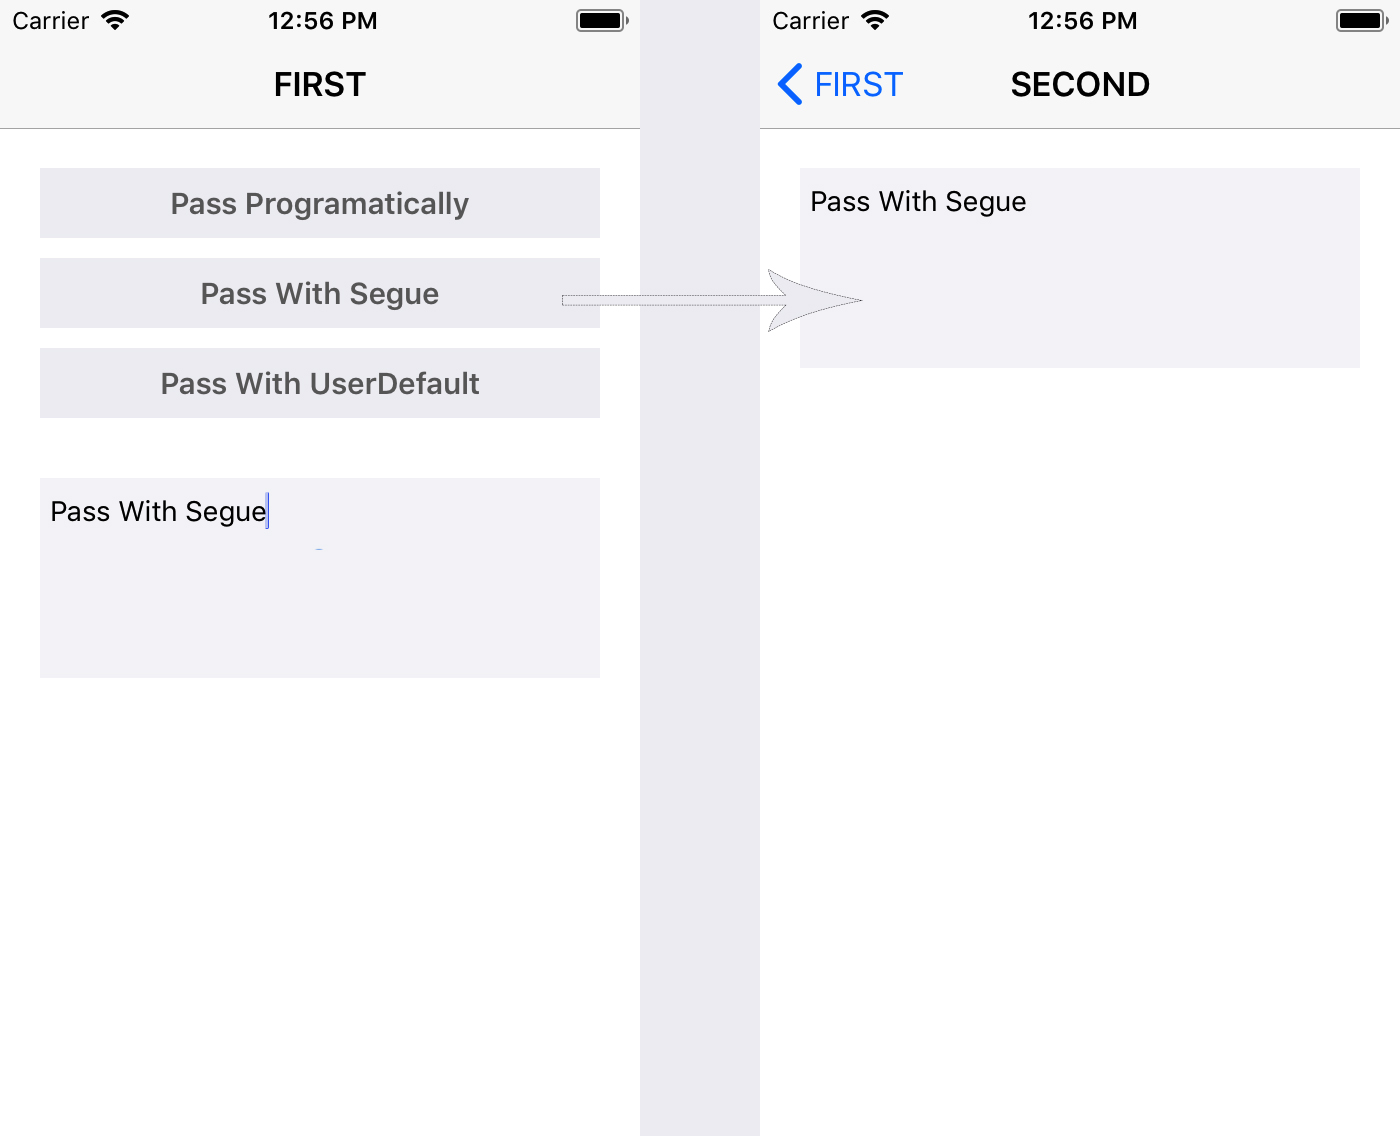 Carrier 12:56 PM
FIRST
Pass Programatically
Pass With Segue
Pass With UserDefault
Pass With Segue
Carrier 12:56 PM
FIRST SECOND
Pass With Segue